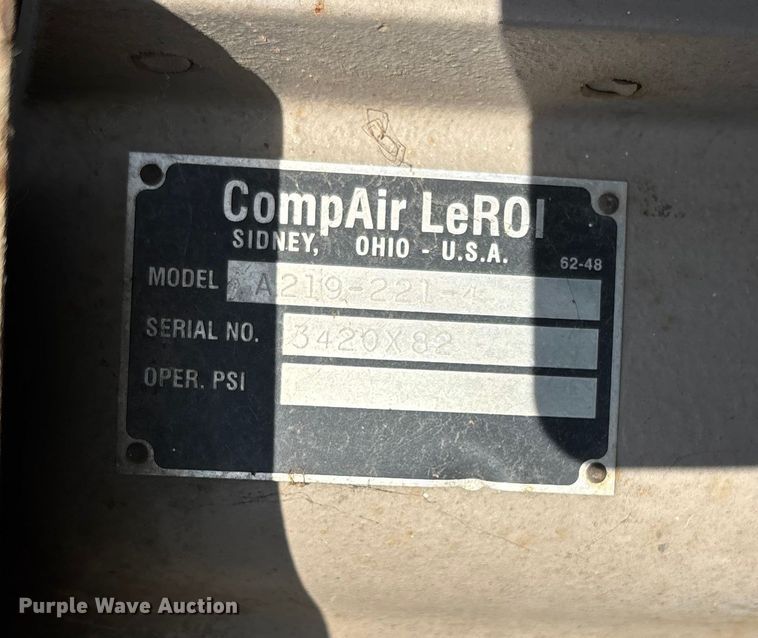 CompAir LeROI
SIDNEY, OHIO - U.S.A.
62-48
MODEL A219-221-4
SERIAL NO. 3420X82
OPER. PSI
Purple Wave Auction